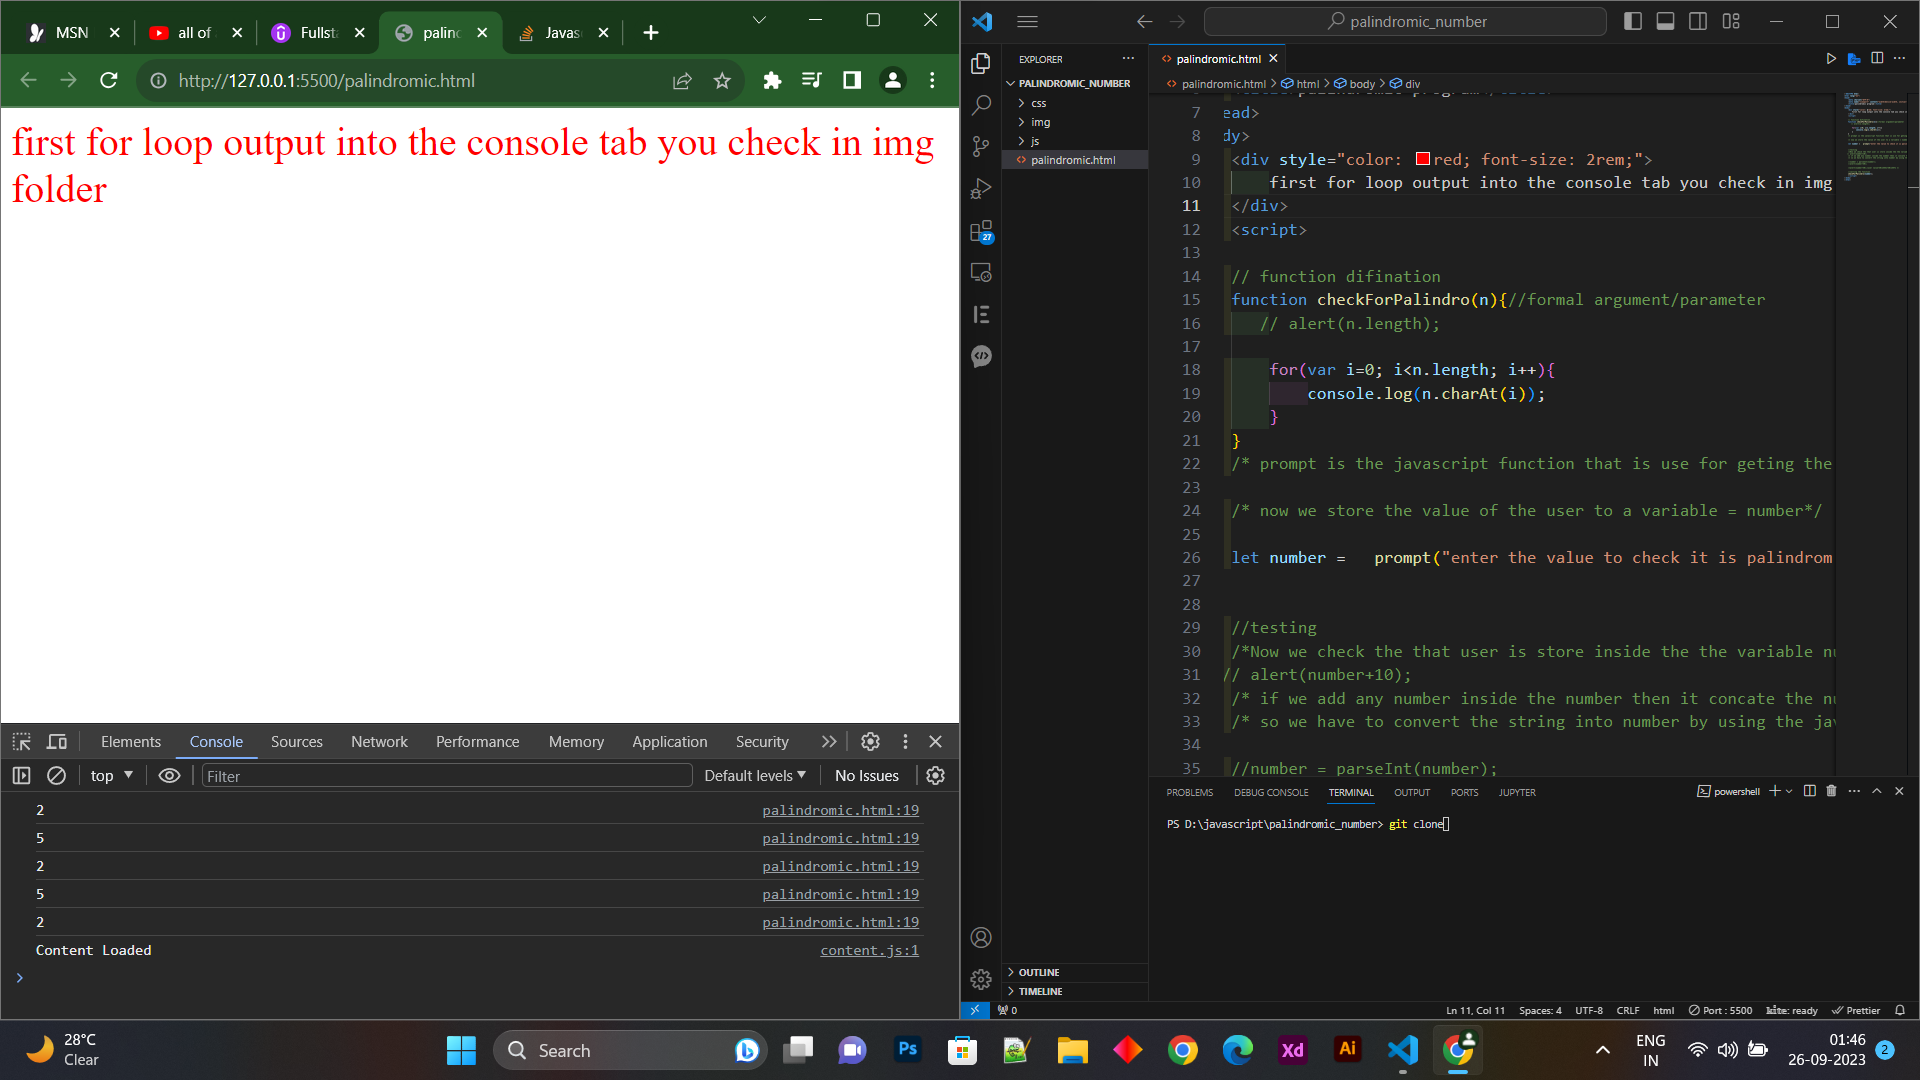 MSN
all of
Fullsta
palind
Javas
http://127.0.0.1:5500/palindromic.html
first for loop output into the console tab you check in img
folder
Elements
Console
Sources
Network
Performance
Memory
Application
Security
top
Filter
Default levels
No Issues
2 palindromic.html:19
5 palindromic.html:19
2 palindromic.html:19
5 palindromic.html:19
2 palindromic.html:19
Content Loaded content.js:1
palindromic_number
EXPLORER
PALINDROMIC_NUMBER
css
img
js
palindromic.html
27
OUTLINE
TIMELINE
palindromic.html
palindromic.html > html > body > div
7 ead>
8 dy>
9 <div style="color: red; font-size: 2rem;">
10 first for loop output into the console tab you check in img
11 </div>
12 <script>
13
14 // function difination
15 function checkForPalindro(n){//formal argument/parameter
16 // alert(n.length);
17
18 for(var i=0; i<n.length; i++){
19 console.log(n.charAt(i));
20 }
21 }
22 /* prompt is the javascript function that is use for geting the
23
24 /* now we store the value of the user to a variable = number*/
25
26 let number = prompt("enter the value to check it is palindrom
27
28
29 //testing
30 /*Now we check the that user is store inside the the variable nu
31 // alert(number+10);
32 /* if we add any number inside the number then it concate the nu
33 /* so we have to convert the string into number by using the jav
34
35 //number = parseInt(number);
PROBLEMS
DEBUG CONSOLE
TERMINAL
OUTPUT
PORTS
JUPYTER
powershell
PS D:\javascript\palindromic_number> git clone
0
Ln 11, Col 11
Spaces: 4
UTF-8
CRLF
html
Port : 5500
kite: ready
Prettier
28°C
Clear
Search
Ps
Xd
Ai
ENG
IN
01:46
26-09-2023
2